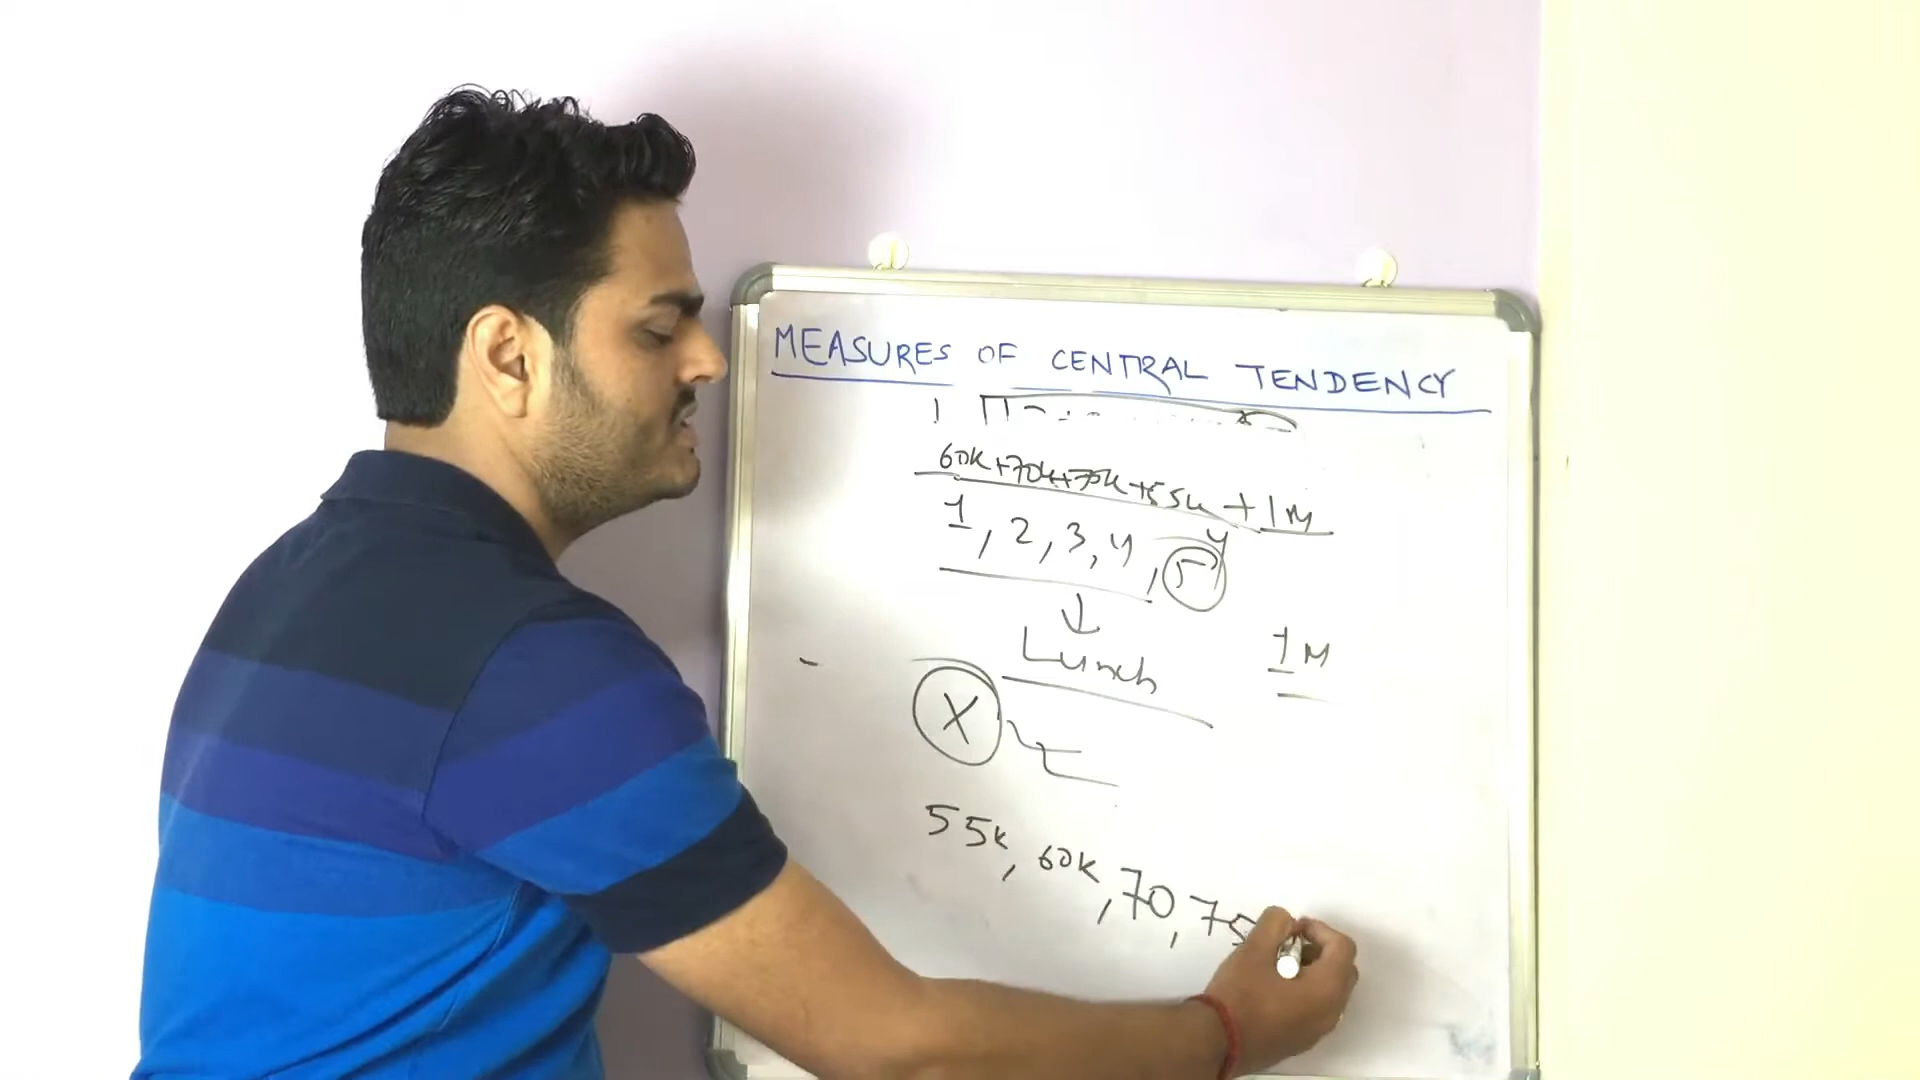 MEASURES OF CENTRAL TENDENCY
60K+70K+75K+55K+1M
1, 2, 3, 4, 5
Lunch
1M
X
55K, 60K, 70, 75